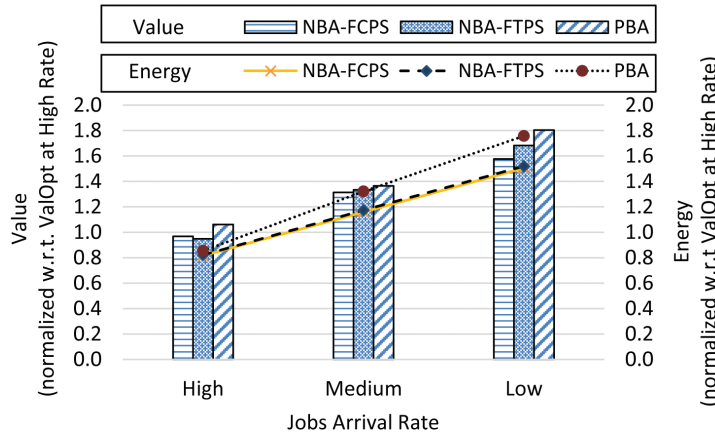 Value NBA-FCPS NBA-FTPS PBA
Energy NBA-FCPS NBA-FTPS PBA
Value
(normalized w.r.t. ValOpt at High Rate)
2.0
1.8
1.6
1.4
1.2
1.0
0.8
0.6
0.4
0.2
0.0
2.0
1.8
1.6
1.4
1.2
1.0
0.8
0.6
0.4
0.2
0.0
Energy
(normalized w.r.t ValOpt at High Rate)
High Medium Low
Jobs Arrival Rate